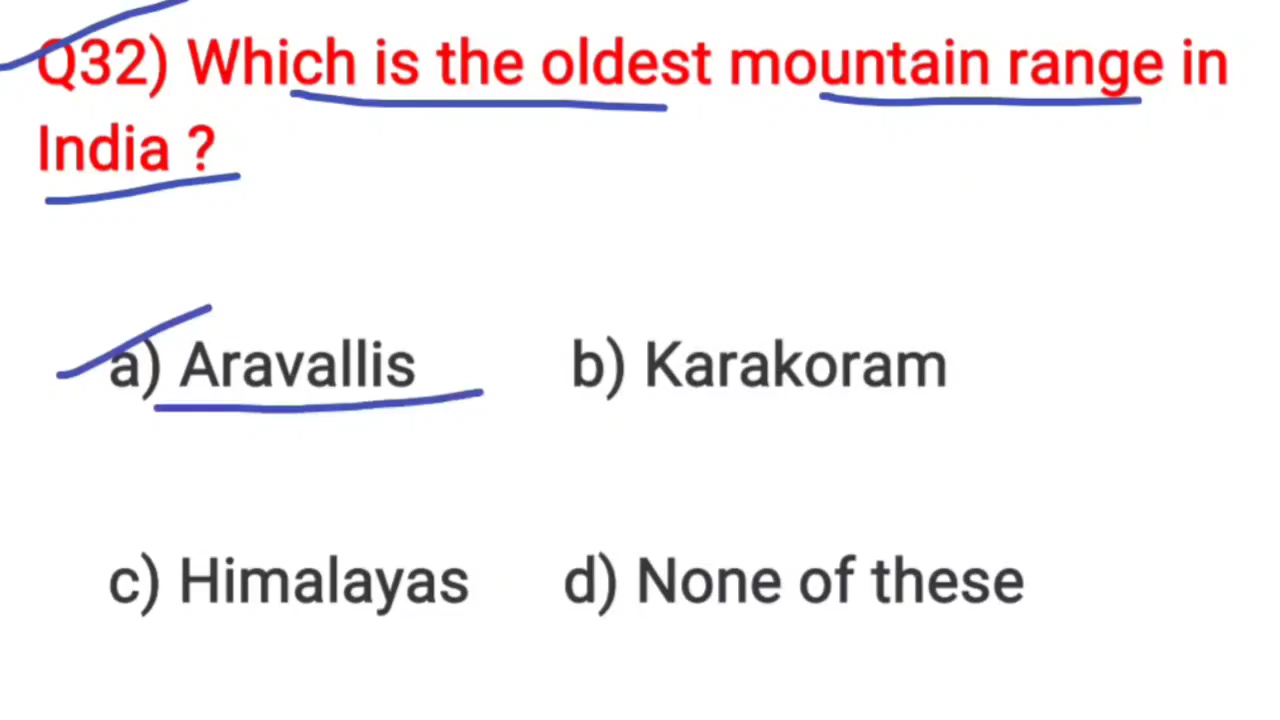 Q32) Which is the oldest mountain range in
India ?
a) Aravallis b) Karakoram
c) Himalayas d) None of these